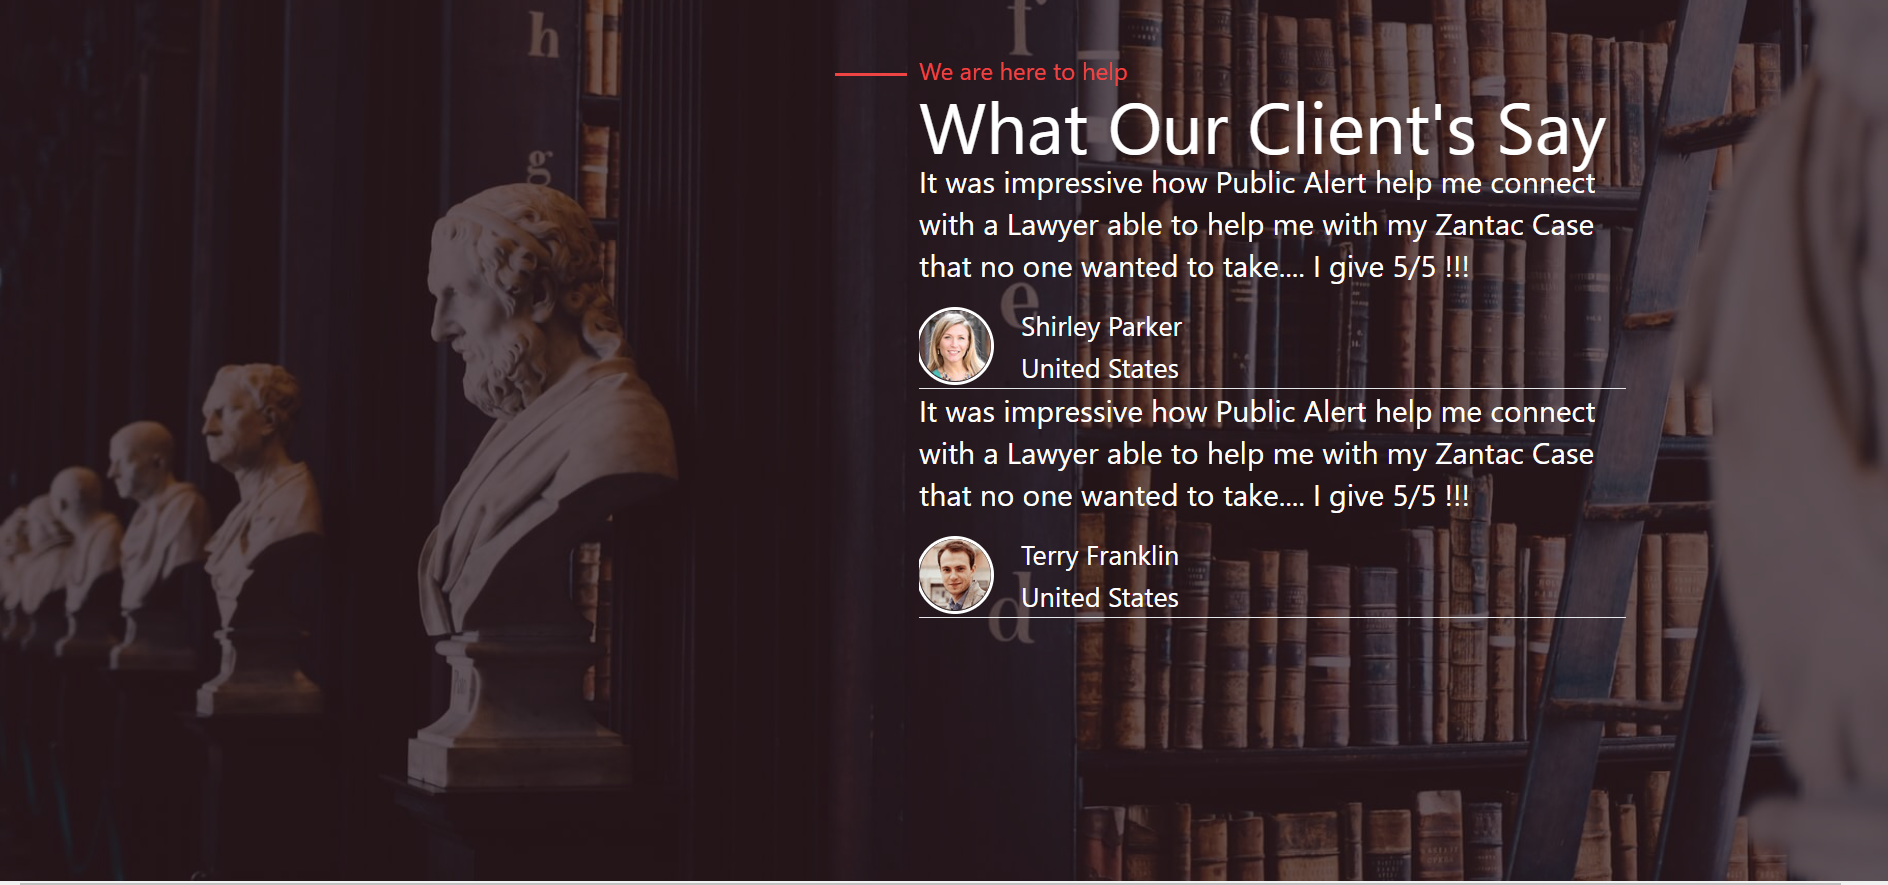 h
f
We are here to help
What Our Client's Say
g
It was impressive how Public Alert help me connect
with a Lawyer able to help me with my Zantac Case
that no one wanted to take.... I give 5/5 !!!
e
Shirley Parker
United States
It was impressive how Public Alert help me connect
with a Lawyer able to help me with my Zantac Case
that no one wanted to take.... I give 5/5 !!!
Terry Franklin
United States
d